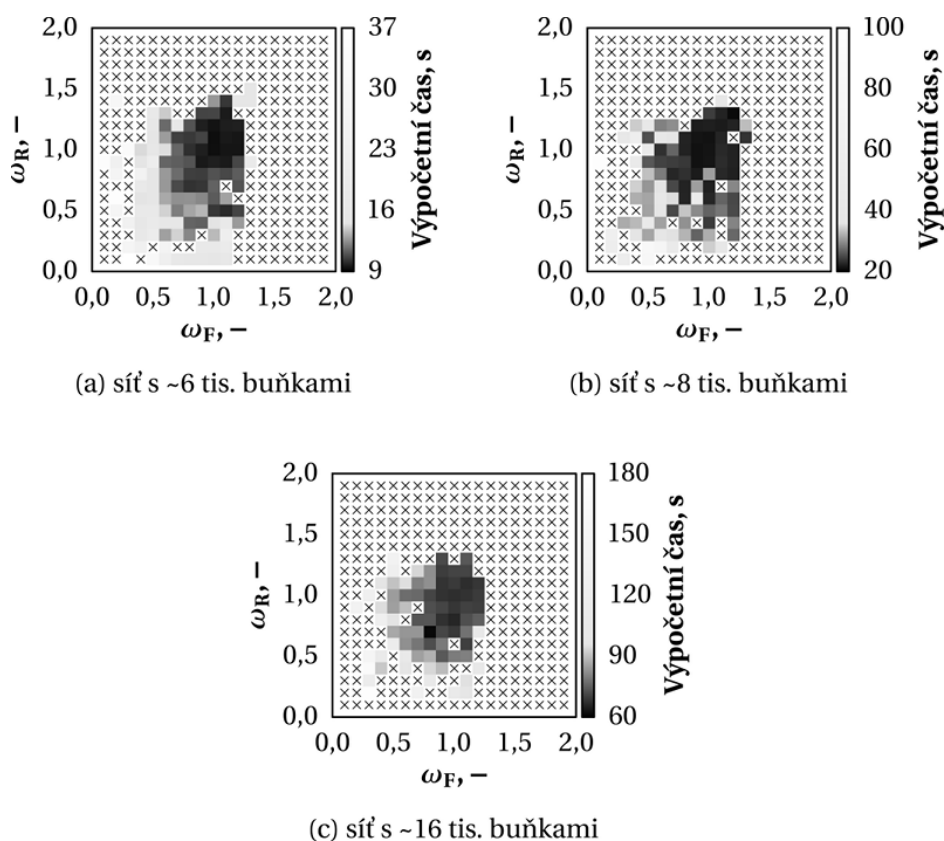 2,0
1,5
1,0
0,5
0,0
ω_R, –
0,0 0,5 1,0 1,5 2,0
ω_F, –
37
30
23
16
9
Výpočetní čas, s
(a) síť s ~6 tis. buňkami
2,0
1,5
1,0
0,5
0,0
ω_R, –
0,0 0,5 1,0 1,5 2,0
ω_F, –
100
80
60
40
20
Výpočetní čas, s
(b) síť s ~8 tis. buňkami
2,0
1,5
1,0
0,5
0,0
ω_R, –
0,0 0,5 1,0 1,5 2,0
ω_F, –
180
150
120
90
60
Výpočetní čas, s
(c) síť s ~16 tis. buňkami